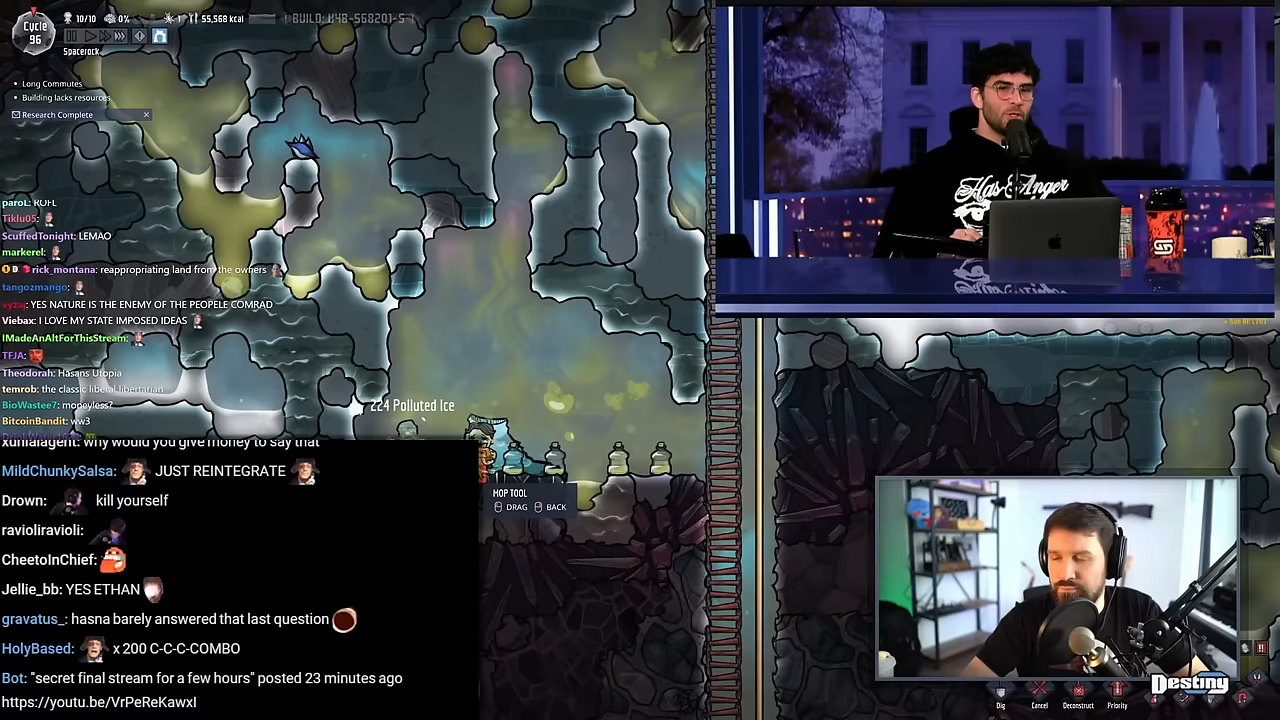 Cycle
96
10/10
0%
55,568 kcal
BUILD: U48-568201-S
Spacerock
Long Commutes
Building lacks resources
Research Complete
paroL: ROFL
Tiklu05:
ScuffedTonight: LEMAO
markerel:
rick_montana: reappropriating land from the owners
tangozmango:
YES NATURE IS THE ENEMY OF THE PEOPELE COMRAD
Viebax: I LOVE MY STATE IMPOSED IDEAS
IMadeAnAltForThisStream:
TFJA:
Theodorah: Hasans Utopia
temrob: the classic liberal libertarian
BioWastee7: moneyless?
BitcoinBandit: ww3
224 Polluted Ice
MOP TOOL
DRAG
BACK
xumalagent: why would you give money to say that
MildChunkySalsa: JUST REINTEGRATE
Drown: kill yourself
ravioliravioli:
CheetoInChief:
Jellie_bb: YES ETHAN
gravatus_: hasna barely answered that last question
HolyBased: x 200 C-C-C-COMBO
Bot: "secret final stream for a few hours" posted 23 minutes ago
https://youtu.be/VrPeReKawxI
Has Anger
Destiny
Dig
Cancel
Deconstruct
Priority